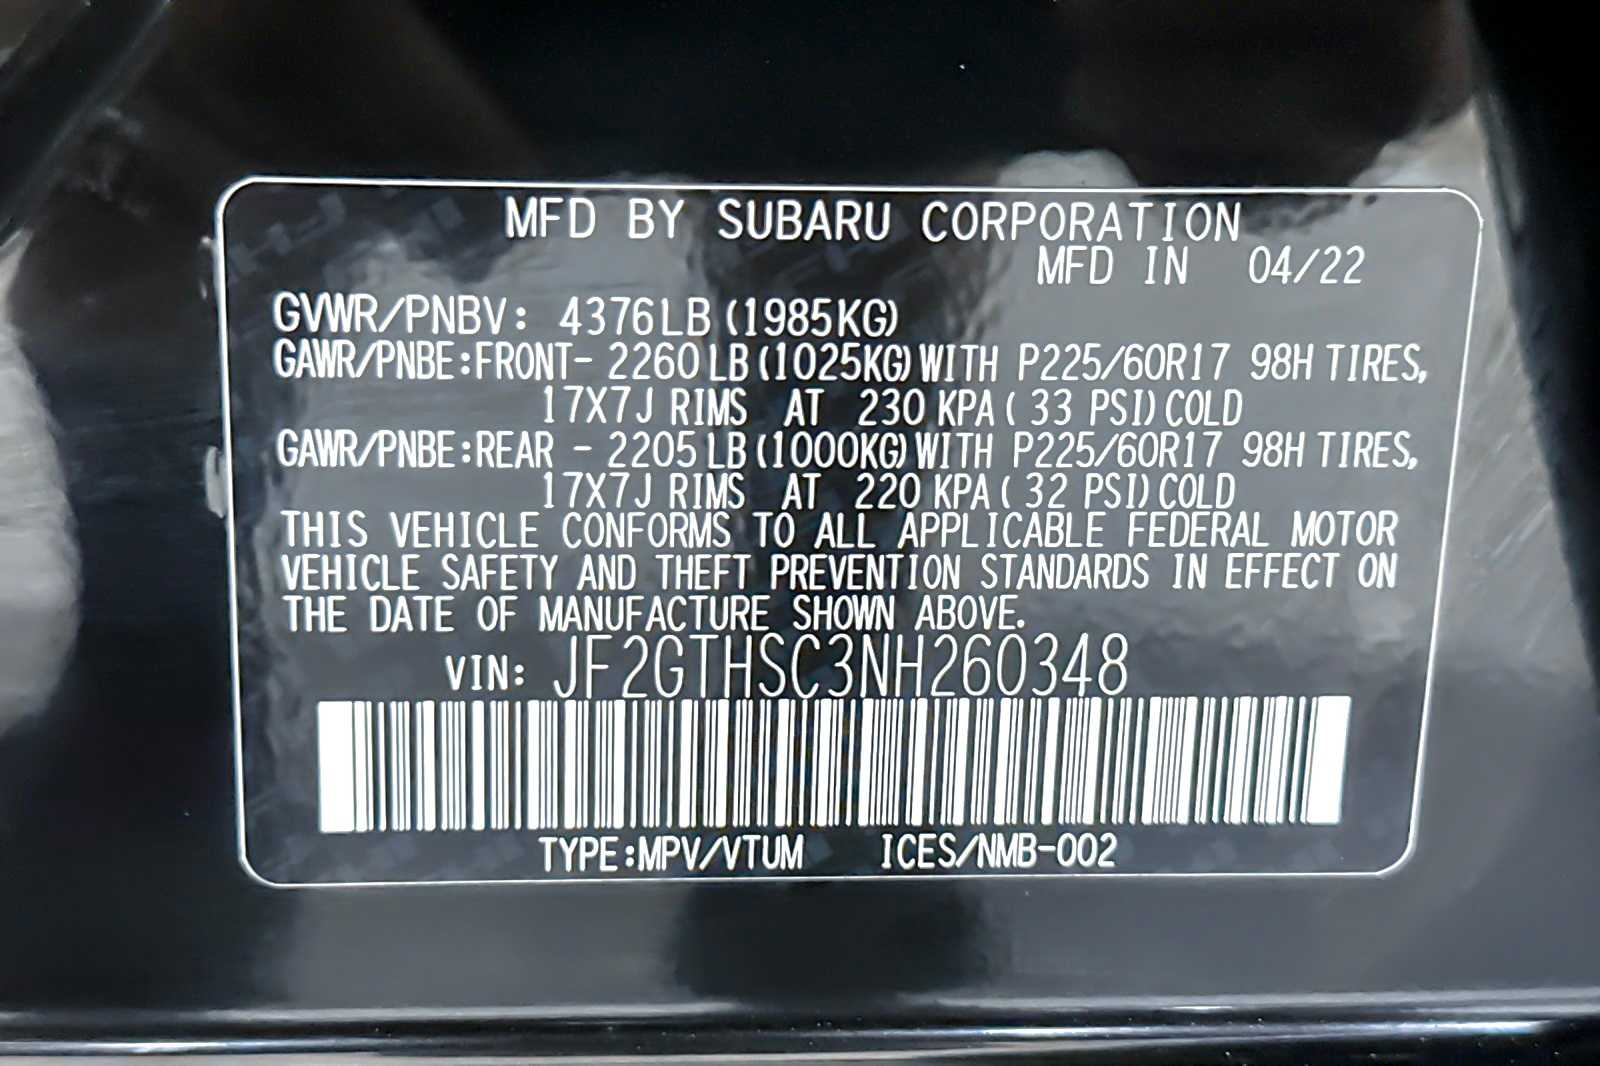 MFD BY SUBARU CORPORATION
MFD IN 04/22
GVWR/PNBV: 4376LB (1985KG)
GAWR/PNBE:FRONT- 2260 LB (1025KG) WITH P225/60R17 98H TIRES,
17X7J RIMS AT 230 KPA ( 33 PSI) COLD
GAWR/PNBE:REAR - 2205 LB (1000KG) WITH P225/60R17 98H TIRES,
17X7J RIMS AT 220 KPA ( 32 PSI) COLD
THIS VEHICLE CONFORMS TO ALL APPLICABLE FEDERAL MOTOR
VEHICLE SAFETY AND THEFT PREVENTION STANDARDS IN EFFECT ON
THE DATE OF MANUFACTURE SHOWN ABOVE.
VIN: JF2GTHSC3NH260348
TYPE:MPV/VTUM ICES/NMB-002